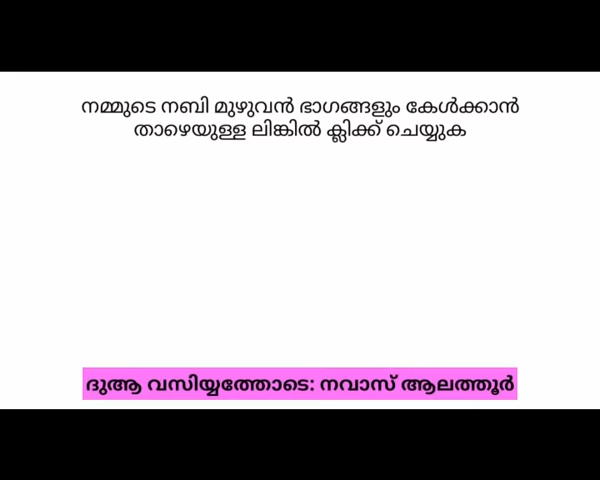 നമ്മുടെ നബി മുഴുവൻ ഭാഗങ്ങളും കേൾക്കാൻ
താഴെയുള്ള ലിങ്കിൽ ക്ലിക്ക് ചെയ്യുക
ദുആ വസിയ്യത്തോടെ: നവാസ് ആലത്തൂർ